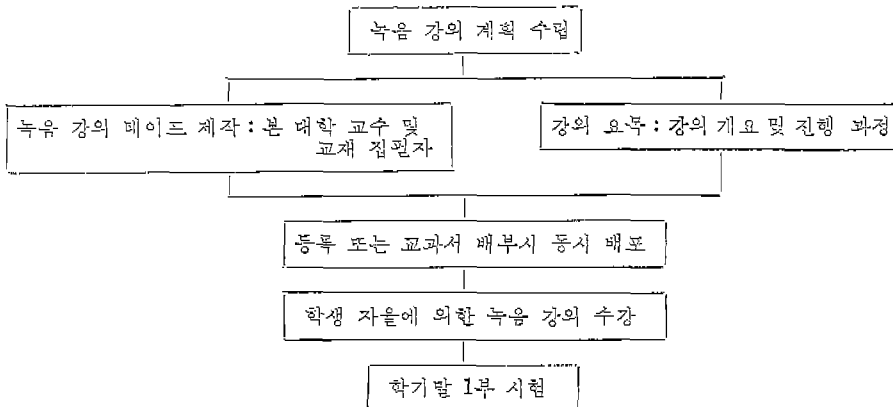 녹음 강의 계획 수립
녹음 강의 테이프 제작 : 본 대학 교수 및
교재 집필자
강의 요목 : 강의 개요 및 진행 과정
등록 또는 교과서 배부시 동시 배포
학생 자율에 의한 녹음 강의 수강
학기말 1부 시험